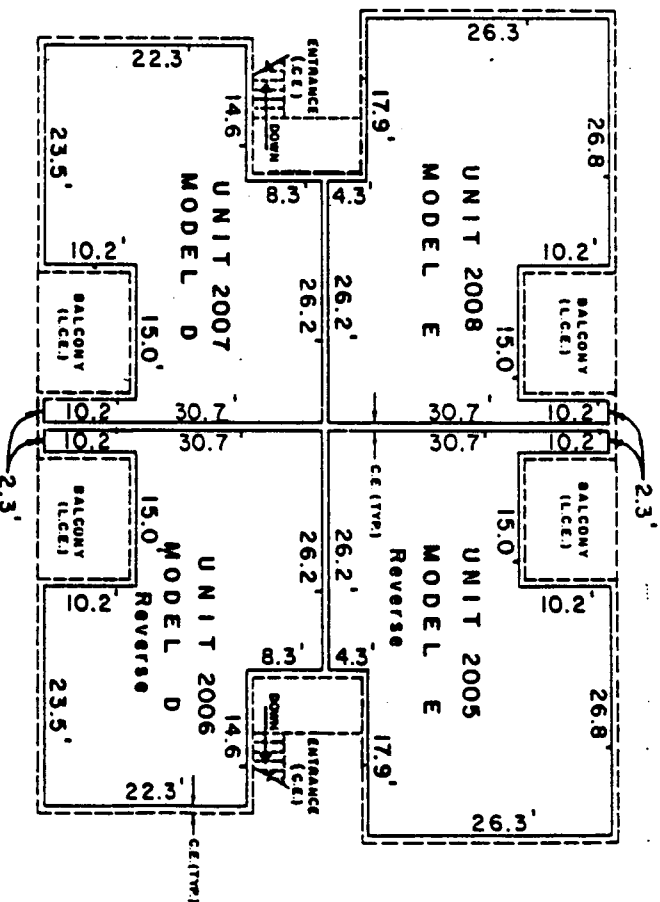 22.3'
23.5'
10.2'
BALCONY
(L.C.E.)
15.0'
10.2'
30.7'
2.3'
14.6'
ENTRANCE
(C.E.)
DOWN
8.3'
26.2'
UNIT 2007
MODEL D
26.3'
26.8'
17.9'
4.3'
26.2'
UNIT 2008
MODEL E
10.2'
BALCONY
(L.C.E.)
15.0'
10.2'
30.7'
2.3'
10.2'
30.7'
BALCONY
(L.C.E.)
15.0'
10.2'
23.5'
22.3'
14.6'
8.3'
26.2'
UNIT 2006
MODEL D
Reverse
DOWN
ENTRANCE
(C.E.)
C.E. (TYP.)
10.2'
30.7'
C.E. (TYP.)
BALCONY
(L.C.E.)
15.0'
10.2'
26.8'
26.3'
17.9'
4.3'
26.2'
UNIT 2005
MODEL E
Reverse